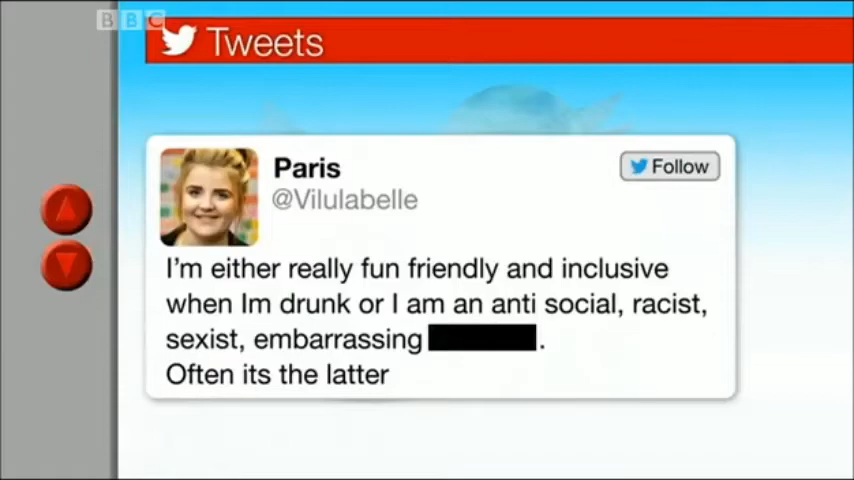 BBC
Tweets
Paris
Follow
@Vilulabelle
I'm either really fun friendly and inclusive
when Im drunk or I am an anti social, racist,
sexist, embarrassing .
Often its the latter